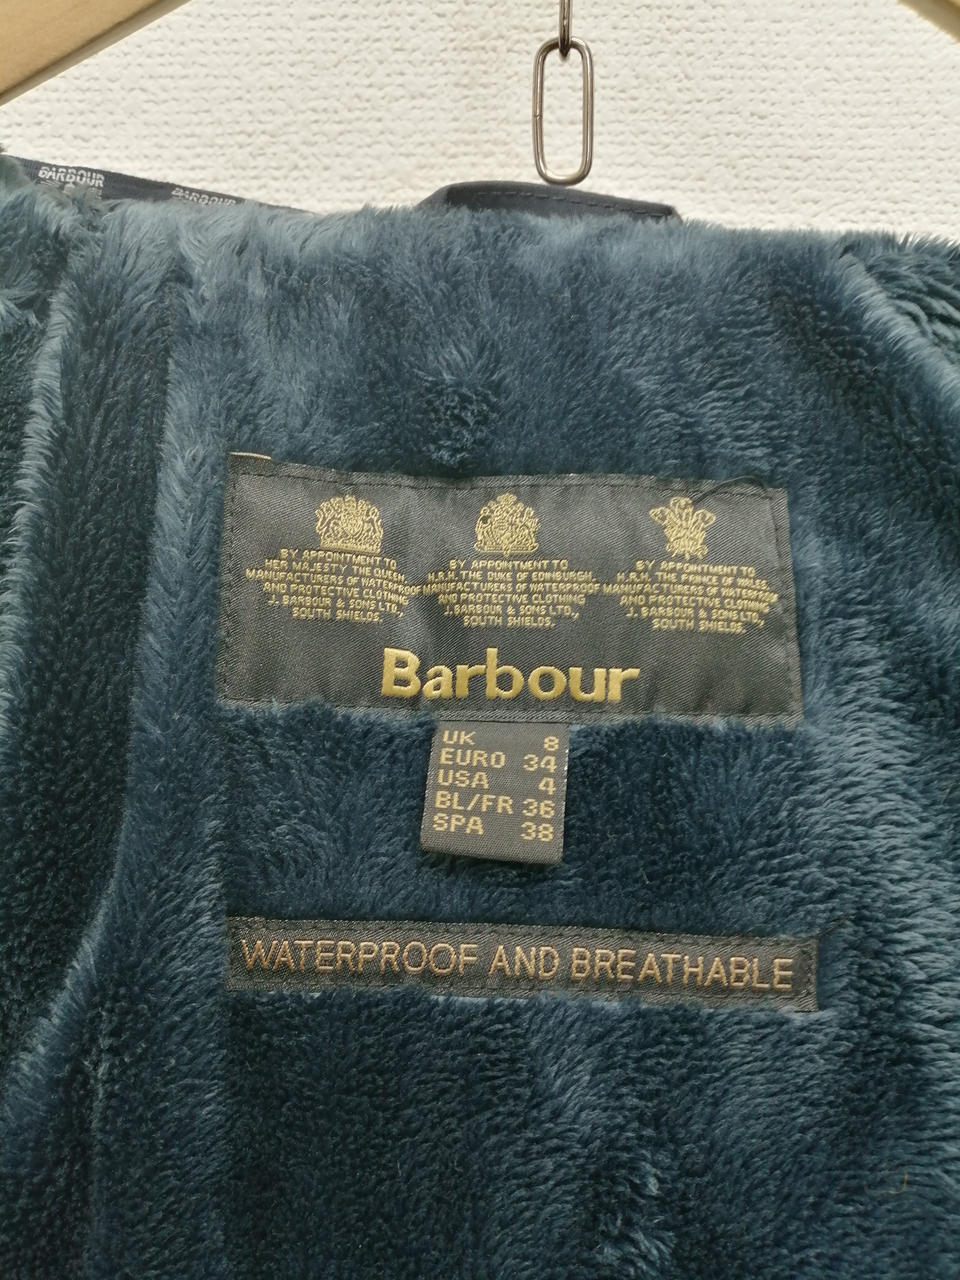 BARBOUR BARBOUR
BY APPOINTMENT TO
HER MAJESTY THE QUEEN,
MANUFACTURERS OF WATERPROOF
AND PROTECTIVE CLOTHING
J. BARBOUR & SONS LTD.,
SOUTH SHIELDS.
BY APPOINTMENT TO
H.R.H. THE DUKE OF EDINBURGH,
MANUFACTURERS OF WATERPROOF
AND PROTECTIVE CLOTHING
J. BARBOUR & SONS LTD.,
SOUTH SHIELDS.
BY APPOINTMENT TO
H.R.H. THE PRINCE OF WALES,
MANUFACTURERS OF WATERPROOF
AND PROTECTIVE CLOTHING
J. BARBOUR & SONS LTD.,
SOUTH SHIELDS.
Barbour
UK 8
EURO 34
USA 4
BL/FR 36
SPA 38
WATERPROOF AND BREATHABLE